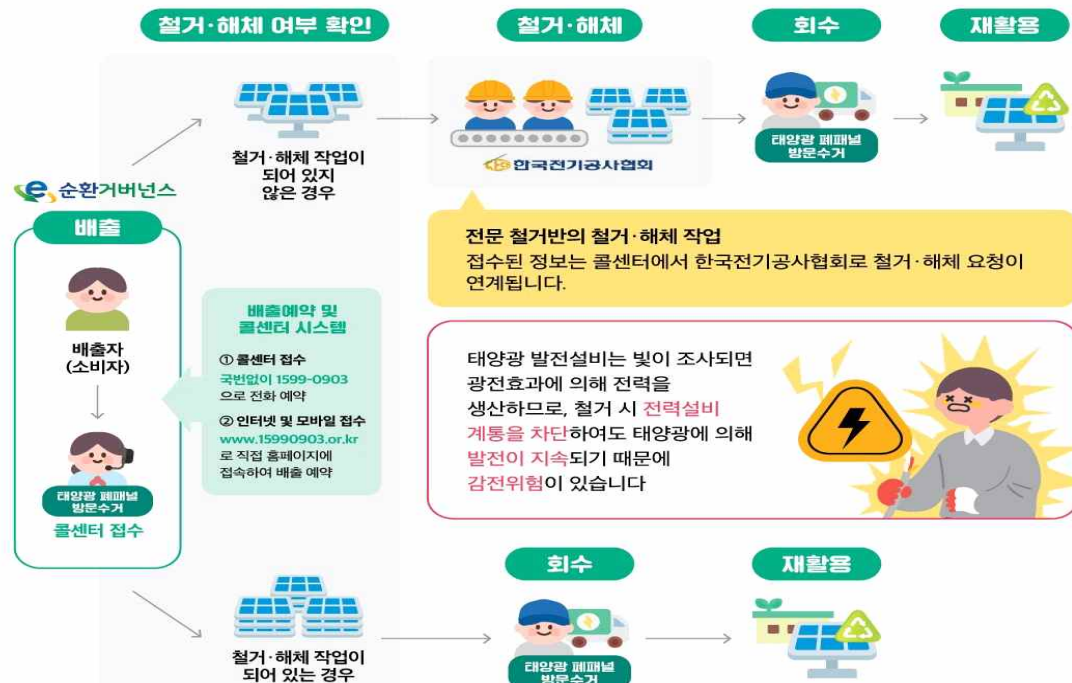 철거·해체 여부 확인
철거·해체
회수
재활용
철거·해체 작업이
되어 있지
않은 경우
한국전기공사협회
태양광 폐패널
방문수거
순환거버넌스
배출
배출자
(소비자)
태양광 폐패널
방문수거
콜센터 접수
배출예약 및
콜센터 시스템
① 콜센터 접수
국번없이 1599-0903
으로 전화 예약
② 인터넷 및 모바일 접수
www.15990903.or.kr
로 직접 홈페이지에
접속하여 배출 예약
전문 철거반의 철거·해체 작업
접수된 정보는 콜센터에서 한국전기공사협회로 철거·해체 요청이
연계됩니다.
태양광 발전설비는 빛이 조사되면
광전효과에 의해 전력을
생산하므로, 철거 시 전력설비
계통을 차단하여도 태양광에 의해
발전이 지속되기 때문에
감전위험이 있습니다
철거·해체 작업이
되어 있는 경우
회수
태양광 폐패널
방문수거
재활용